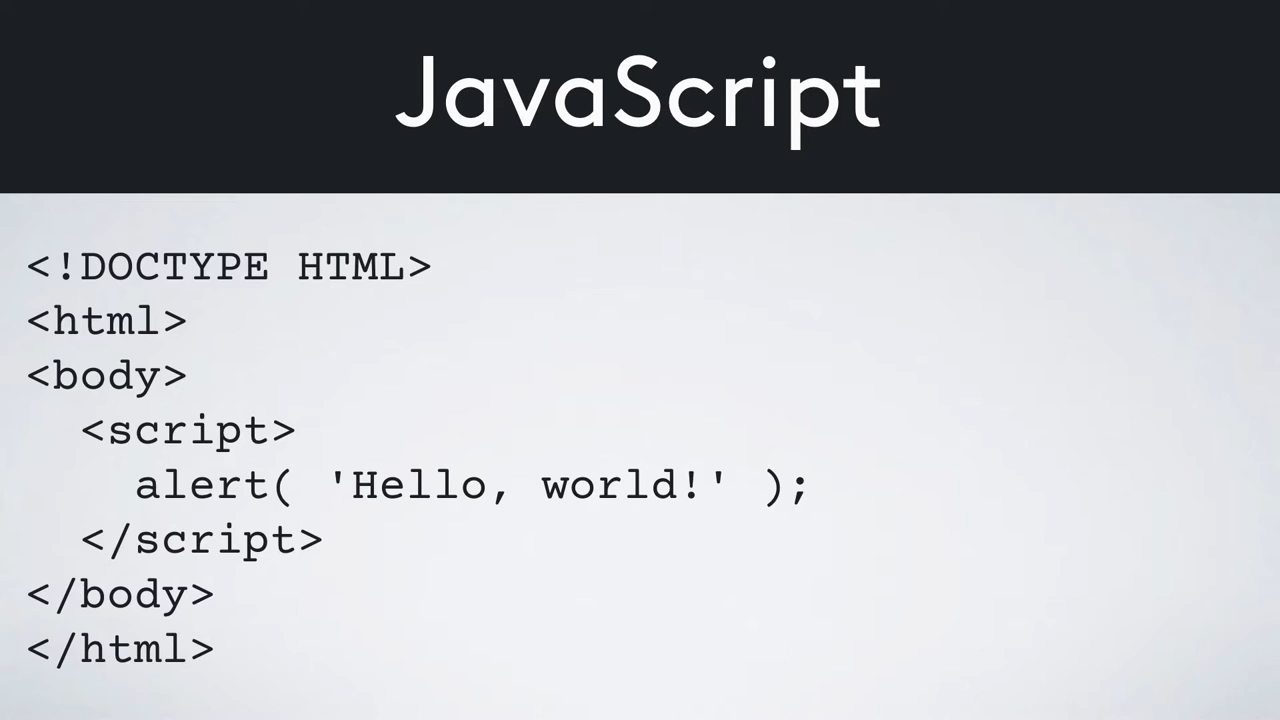 JavaScript
<!DOCTYPE HTML>
<html>
<body>
  <script>
    alert( 'Hello, world!' );
  </script>
</body>
</html>